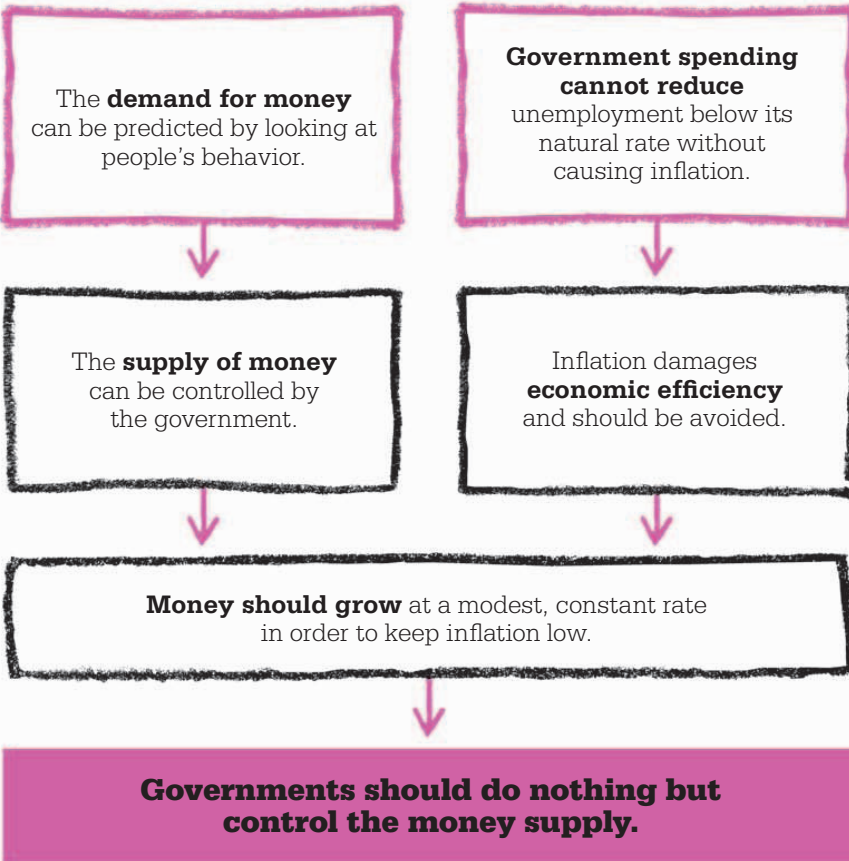 The demand for money
can be predicted by looking at
people's behavior.
Government spending
cannot reduce
unemployment below its
natural rate without
causing inflation.
The supply of money
can be controlled by
the government.
Inflation damages
economic efficiency
and should be avoided.
Money should grow at a modest, constant rate
in order to keep inflation low.
Governments should do nothing but
control the money supply.